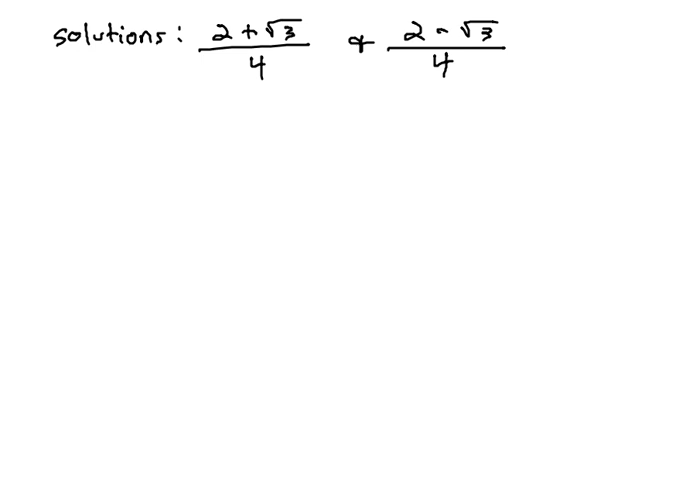 solutions: (2 + √3)/4 & (2 - √3)/4